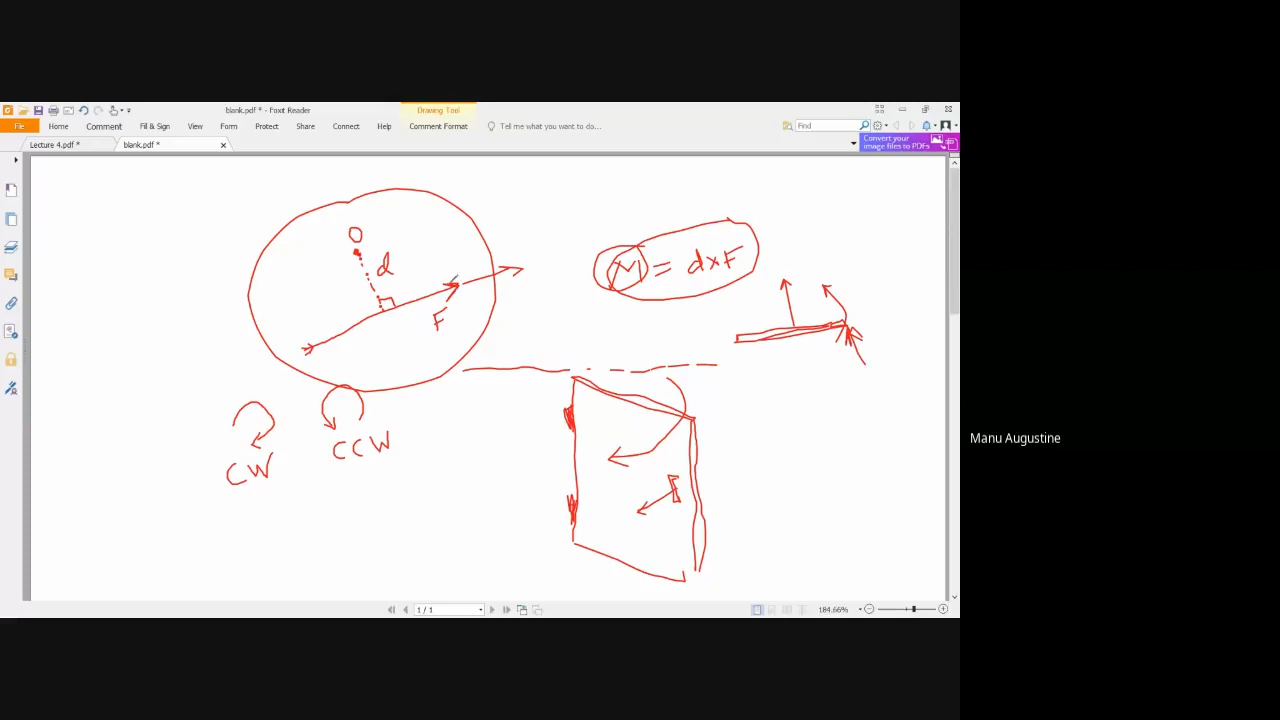 blank.pdf * - Foxit Reader
Drawing Tool
File Home Comment Fill & Sign View Form Protect Share Connect Help Comment Format Tell me what you want to do... Find
Lecture 4.pdf * blank.pdf *
Convert your
image files to PDFs
O
d
F
M = d×F
CW
CCW
Manu Augustine
1 / 1
184.66%